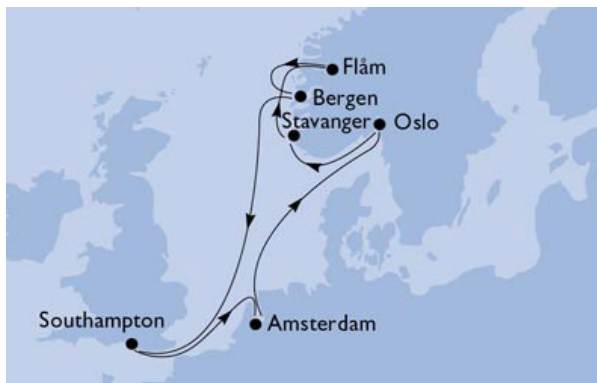 Flåm
Bergen
Stavanger
Oslo
Southampton
Amsterdam